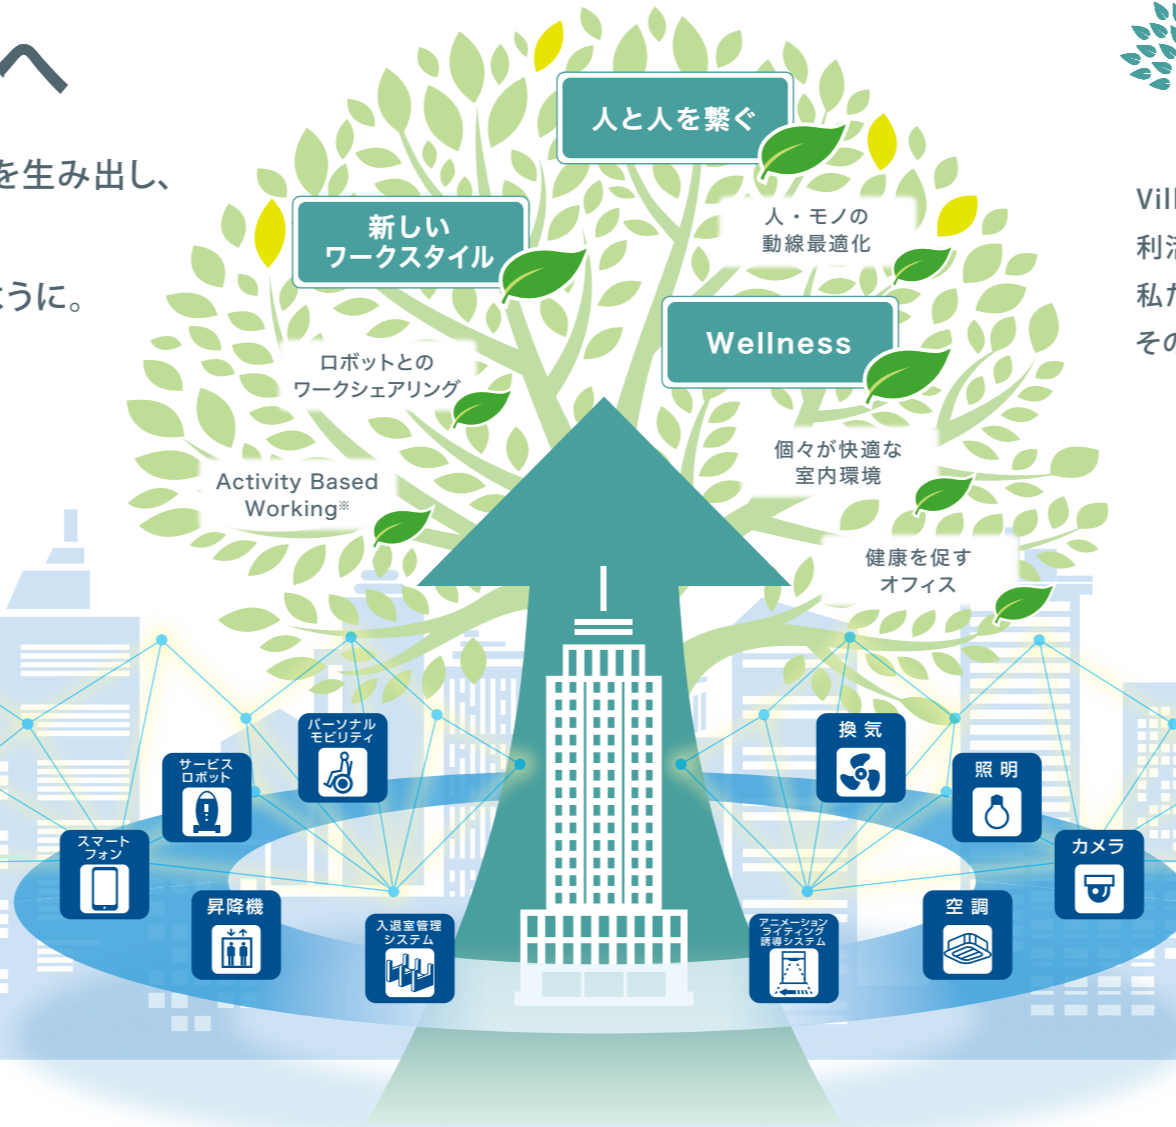 へ
を生み出し、
うに。
人と人を繋ぐ
人・モノの
動線最適化
新しい
ワークスタイル
ロボットとの
ワークシェアリング
Activity Based
Working※
Wellness
個々が快適な
室内環境
健康を促す
オフィス
Vill
利活
私た
その
パーソナル
モビリティ
サービス
ロボット
スマート
フォン
昇降機
入退室管理
システム
換気
照明
カメラ
空調
アニメーション
ライティング
誘導システム